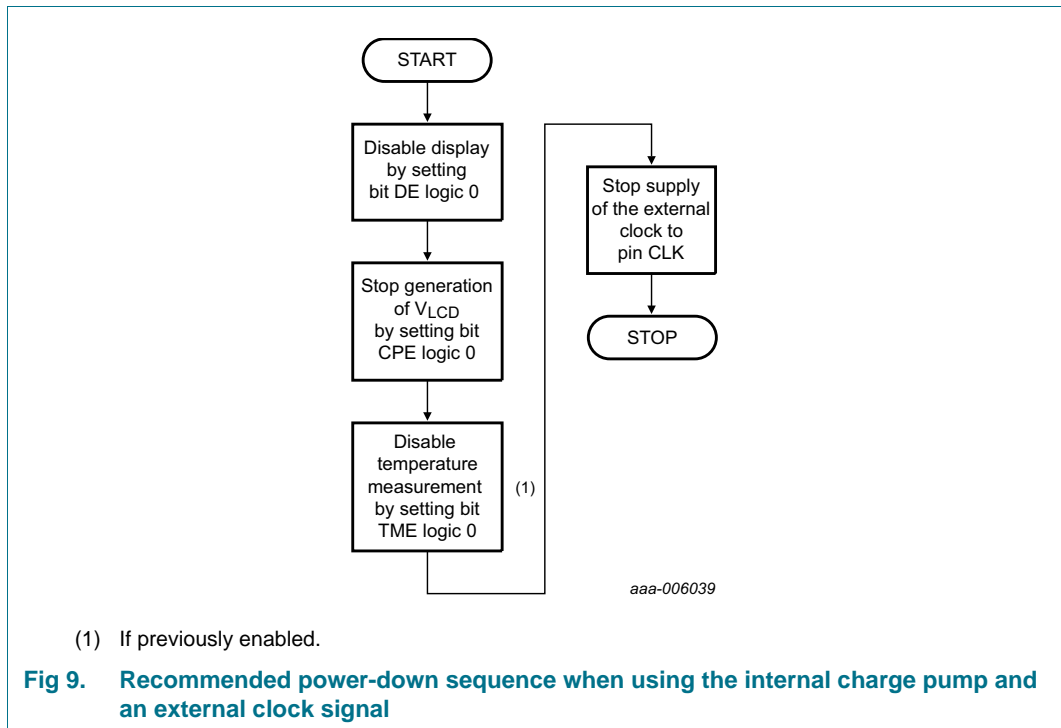 START
Disable display
by setting
bit DE logic 0
Stop generation
of VLCD
by setting bit
CPE logic 0
Disable
temperature
measurement
by setting bit
TME logic 0
(1)
Stop supply
of the external
clock to
pin CLK
STOP
aaa-006039
(1) If previously enabled.
Fig 9. Recommended power-down sequence when using the internal charge pump and
an external clock signal